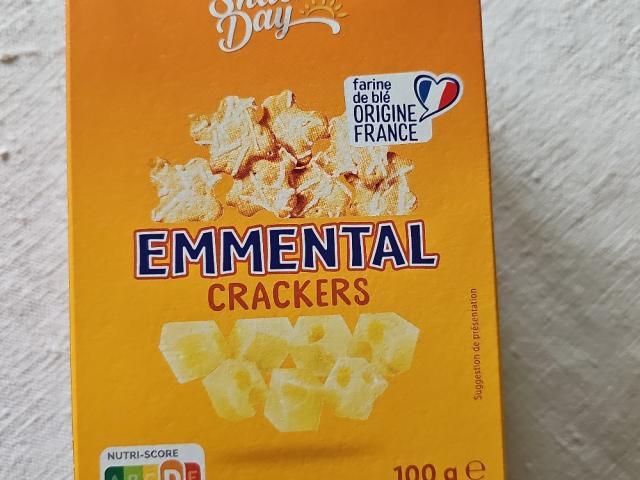 Day
farine
de blé
ORIGINE
FRANCE
EMMENTAL
CRACKERS
Suggestion de présentation
NUTRI-SCORE
A B C D E
100 g e